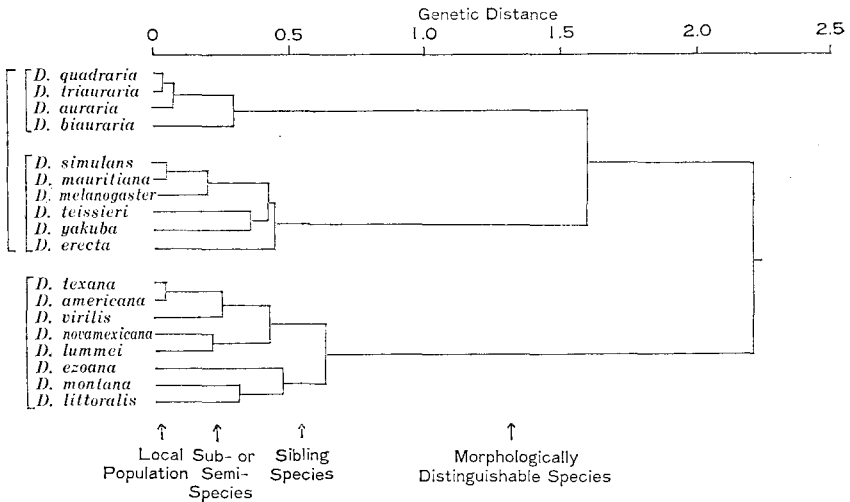 Genetic Distance
0 0.5 1.0 1.5 2.0 2.5
D. quadraria
D. triauraria
D. auraria
D. biauraria
D. simulans
D. mauritiana
D. melanogaster
D. teissieri
D. yakuba
D. erecta
D. texana
D. americana
D. virilis
D. novamexicana
D. lummei
D. ezoana
D. montana
D. littoralis
Local Population
Sub- or Semi-Species
Sibling Species
Morphologically Distinguishable Species